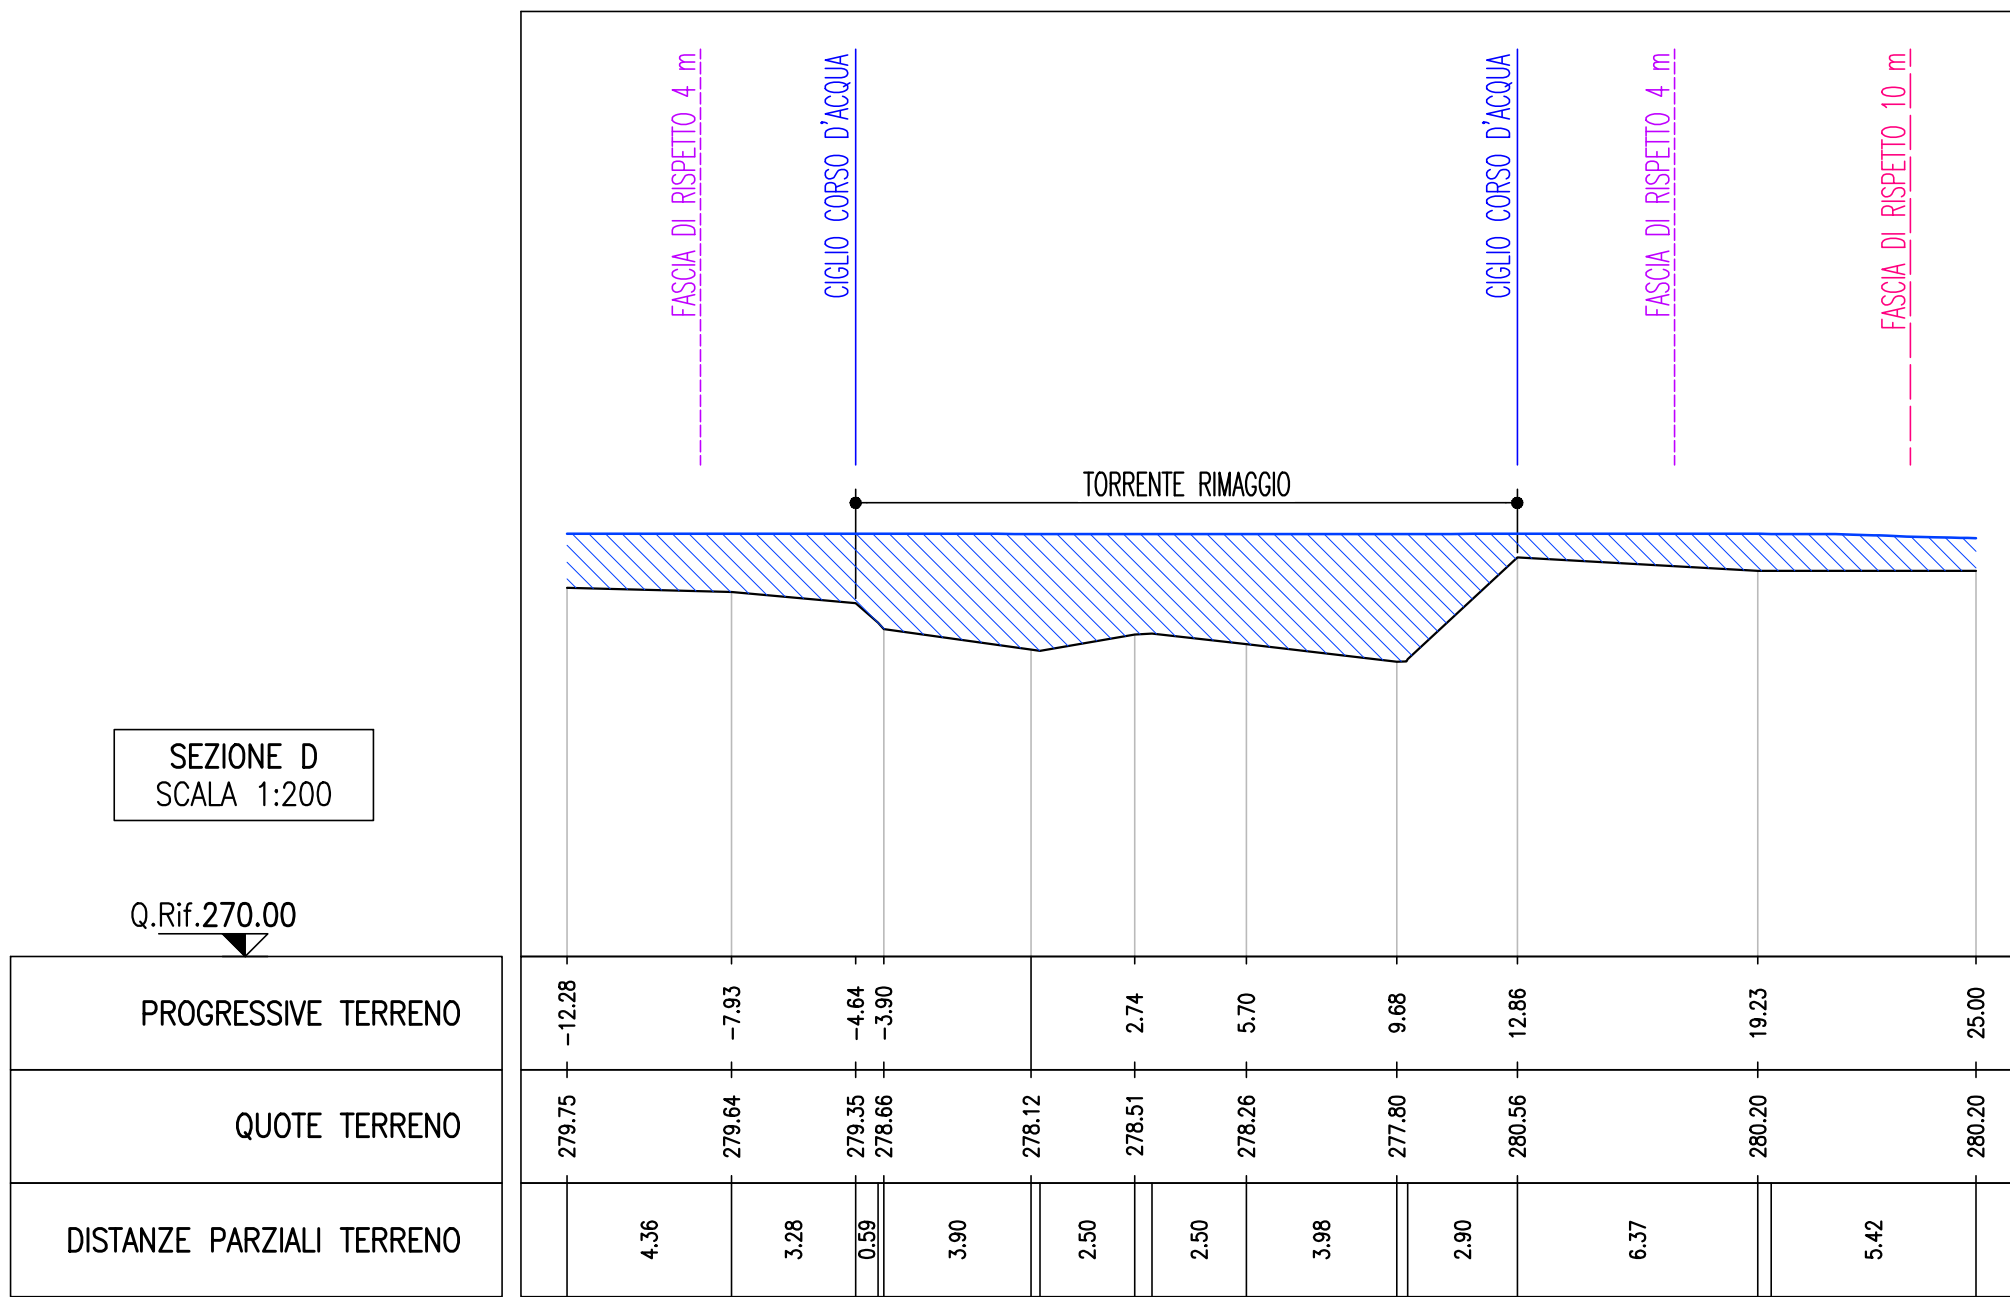 FASCIA DI RISPETTO 4 m
CIGLIO CORSO D'ACQUA
CIGLIO CORSO D'ACQUA
FASCIA DI RISPETTO 4 m
FASCIA DI RISPETTO 10 m
TORRENTE RIMAGGIO
SEZIONE D
SCALA 1:200
Q.Rif.270.00
PROGRESSIVE TERRENO
-12.28
-7.93
-4.64
-3.90
2.74
5.70
9.68
12.86
19.23
25.00
QUOTE TERRENO
279.75
279.64
279.35
278.66
278.12
278.51
278.26
277.80
280.56
280.20
280.20
DISTANZE PARZIALI TERRENO
4.36
3.28
0.59
3.90
2.50
2.50
3.98
2.90
6.37
5.42